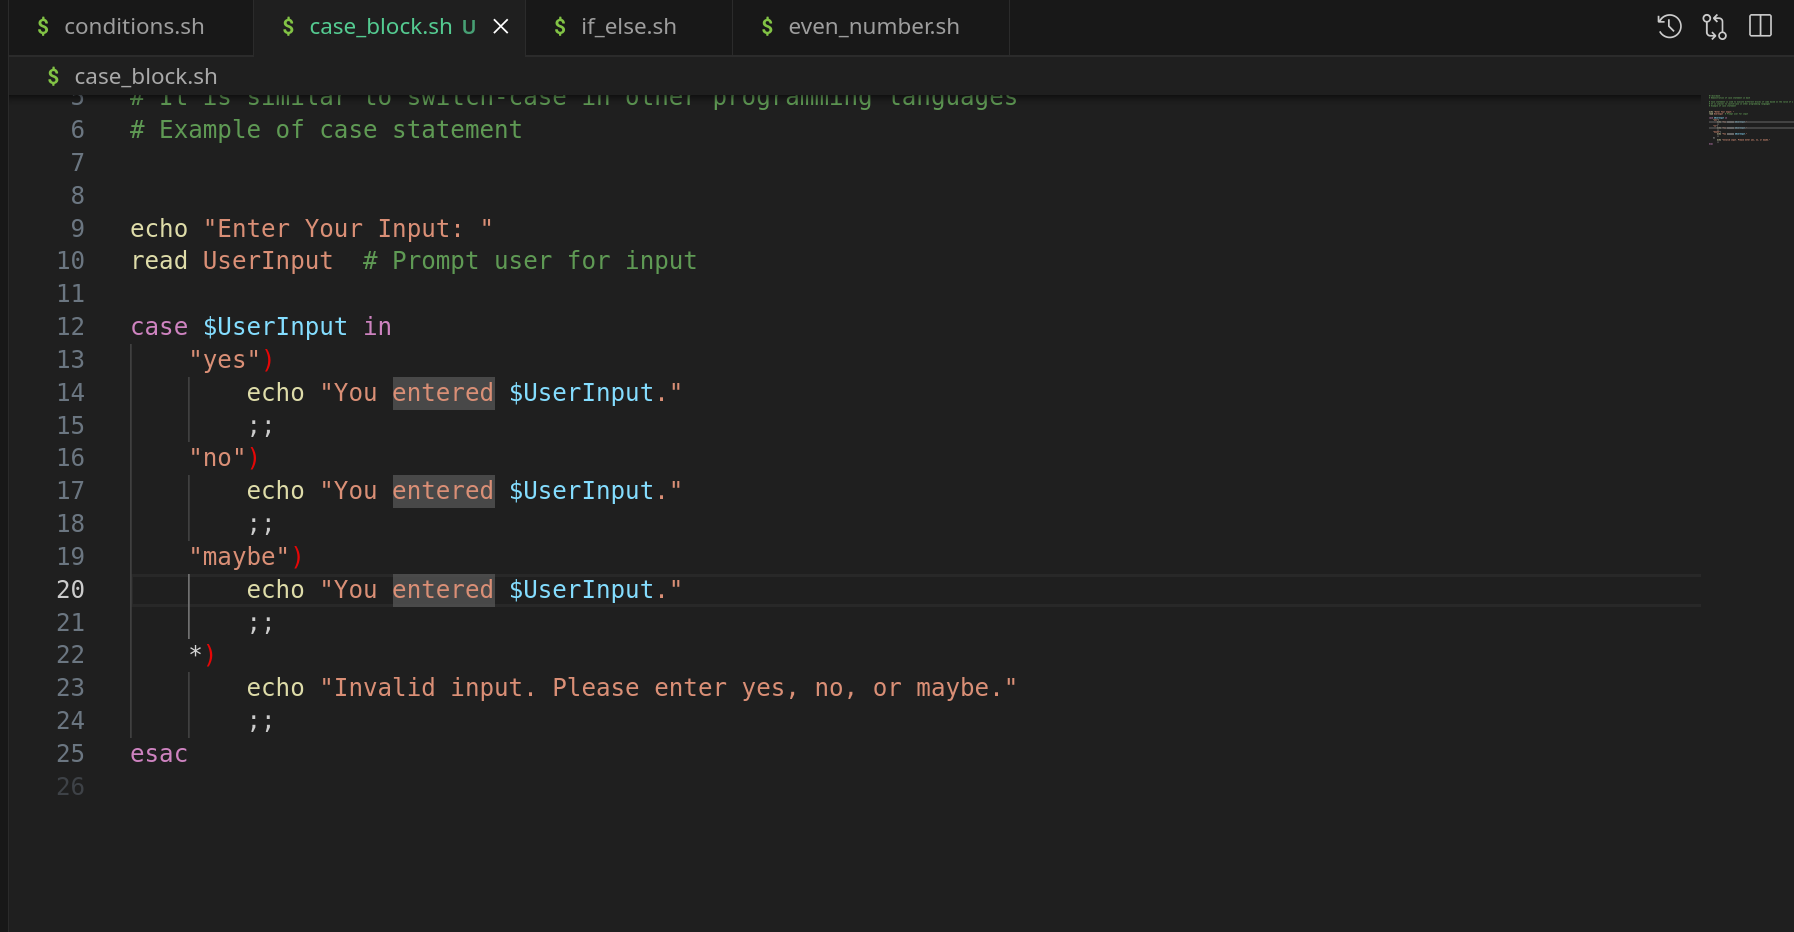 $ conditions.sh $ case_block.sh U $ if_else.sh $ even_number.sh
$ case_block.sh
5 # It is similar to switch-case in other programming languages
6 # Example of case statement
7
8
9 echo "Enter Your Input: "
10 read UserInput  # Prompt user for input
11
12 case $UserInput in
13     "yes")
14         echo "You entered $UserInput."
15         ;;
16     "no")
17         echo "You entered $UserInput."
18         ;;
19     "maybe")
20         echo "You entered $UserInput."
21         ;;
22     *)
23         echo "Invalid input. Please enter yes, no, or maybe."
24         ;;
25 esac
26